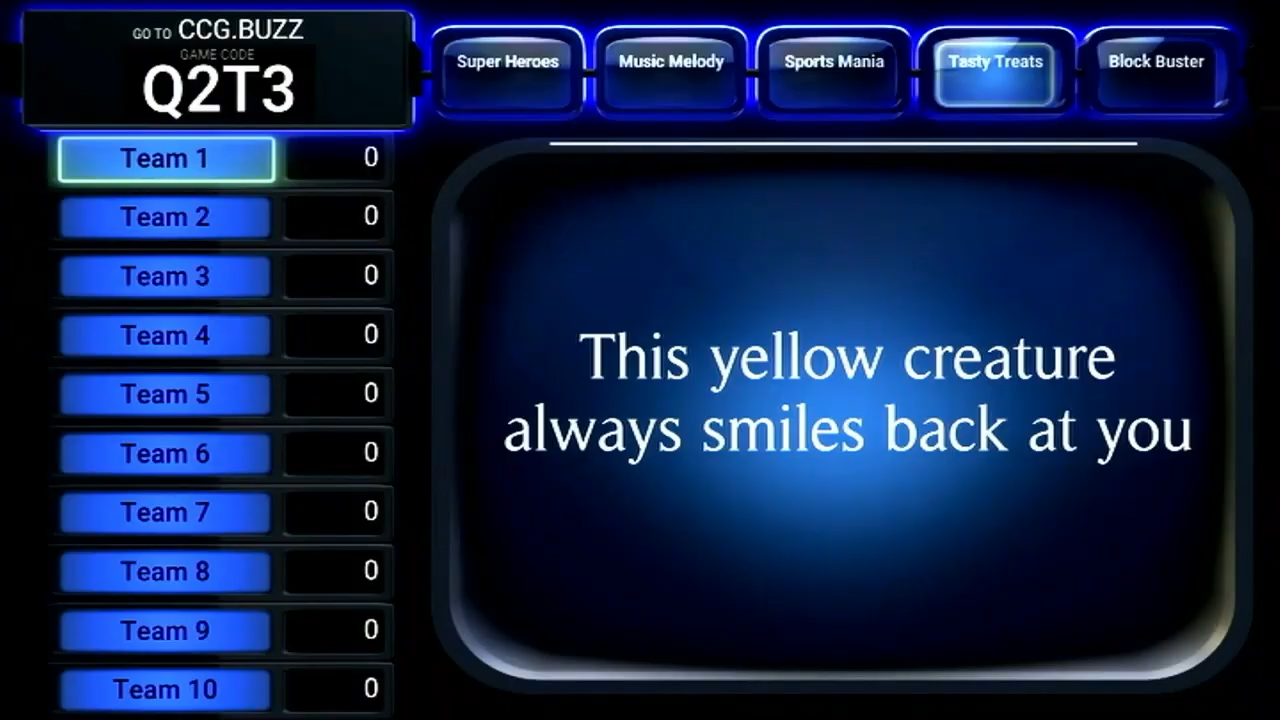 GO TO CCG.BUZZ
GAME CODE
Q2T3
Super Heroes
Music Melody
Sports Mania
Tasty Treats
Block Buster
Team 1 0
Team 2 0
Team 3 0
Team 4 0
Team 5 0
Team 6 0
Team 7 0
Team 8 0
Team 9 0
Team 10 0
This yellow creature
always smiles back at you